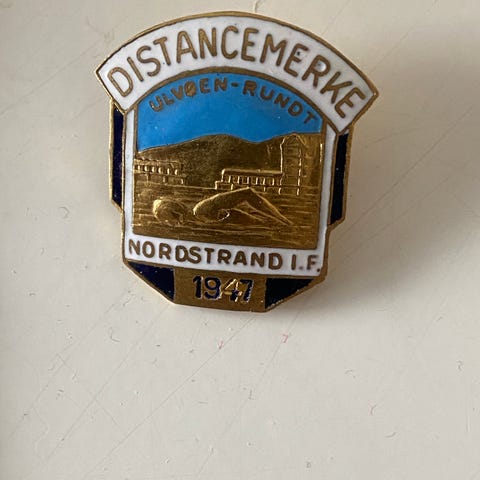 DISTANCEMERKE
ULVØEN-RUNDT
NORDSTRAND I.F.
1947